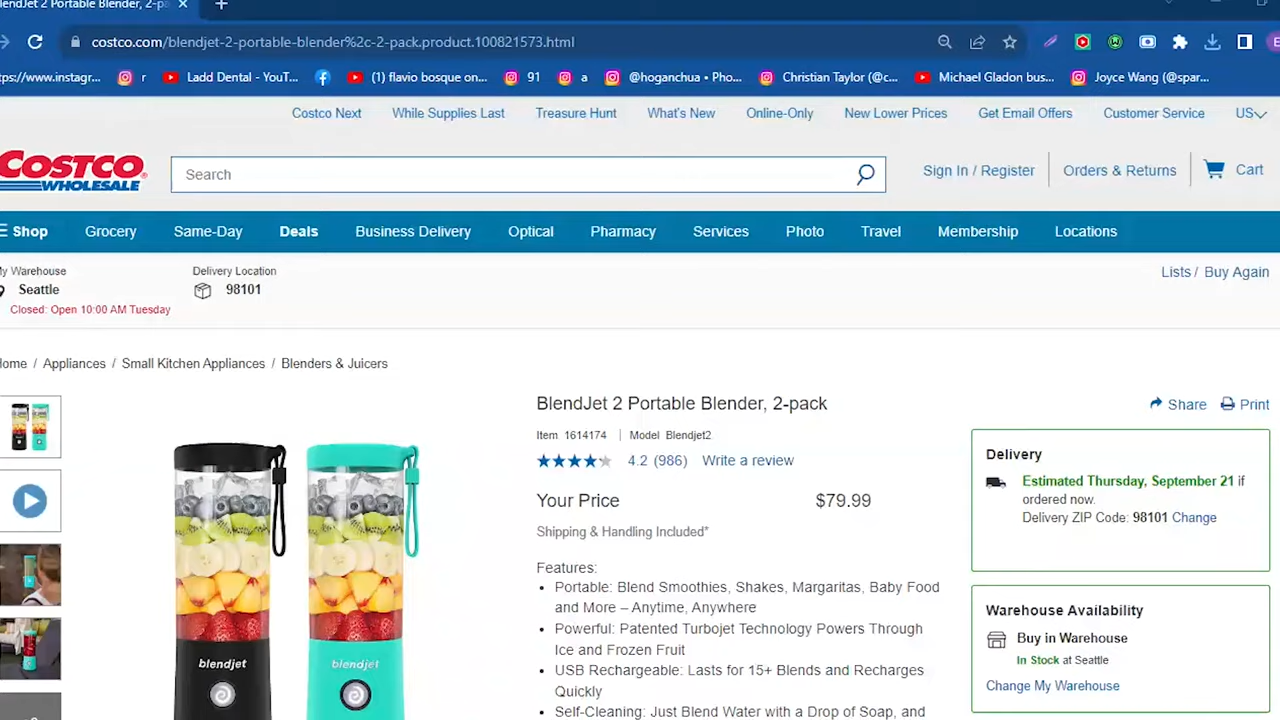 lendJet 2 Portable Blender, 2-pa
costco.com/blendjet-2-portable-blender%2c-2-pack.product.100821573.html
ps://www.instagr... r Ladd Dental - YouT... (1) flavio bosque on... 91 a @hoganchua • Pho... Christian Taylor (@c... Michael Gladon bus... Joyce Wang (@spar...
Costco Next While Supplies Last Treasure Hunt What's New Online-Only New Lower Prices Get Email Offers Customer Service US
COSTCO WHOLESALE
Search
Sign In / Register Orders & Returns Cart
Shop Grocery Same-Day Deals Business Delivery Optical Pharmacy Services Photo Travel Membership Locations
y Warehouse
Seattle
Closed: Open 10:00 AM Tuesday
Delivery Location
98101
Lists / Buy Again
ome / Appliances / Small Kitchen Appliances / Blenders & Juicers
BlendJet 2 Portable Blender, 2-pack
Share Print
Item 1614174 | Model Blendjet2
4.2 (986) Write a review
Your Price $79.99
Shipping & Handling Included*
Features:
• Portable: Blend Smoothies, Shakes, Margaritas, Baby Food
and More – Anytime, Anywhere
• Powerful: Patented Turbojet Technology Powers Through
Ice and Frozen Fruit
• USB Rechargeable: Lasts for 15+ Blends and Recharges
Quickly
• Self-Cleaning: Just Blend Water with a Drop of Soap, and
Delivery
Estimated Thursday, September 21 if
ordered now.
Delivery ZIP Code: 98101 Change
Warehouse Availability
Buy in Warehouse
In Stock at Seattle
Change My Warehouse
blendjet blendjet